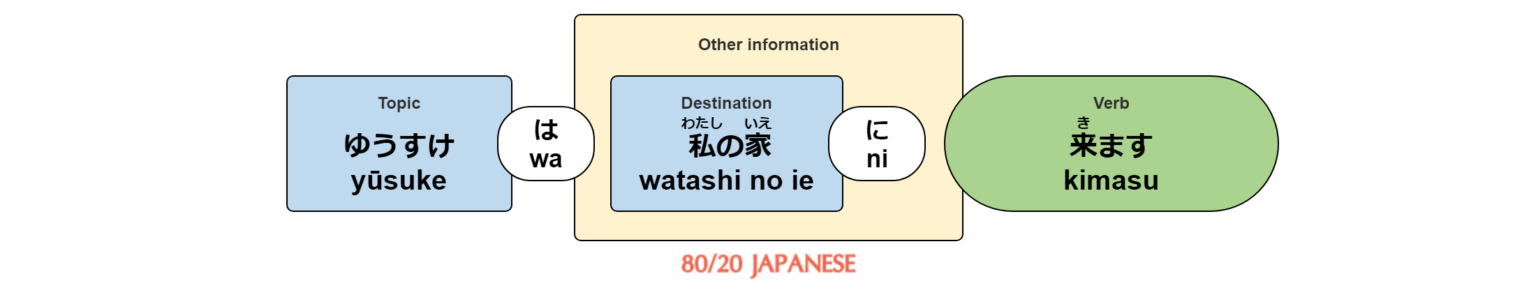 Other information
Topic
ゆうすけ
yūsuke
は
wa
Destination
わたし いえ
私の家
watashi no ie
に
ni
Verb
き
来ます
kimasu
80/20 JAPANESE